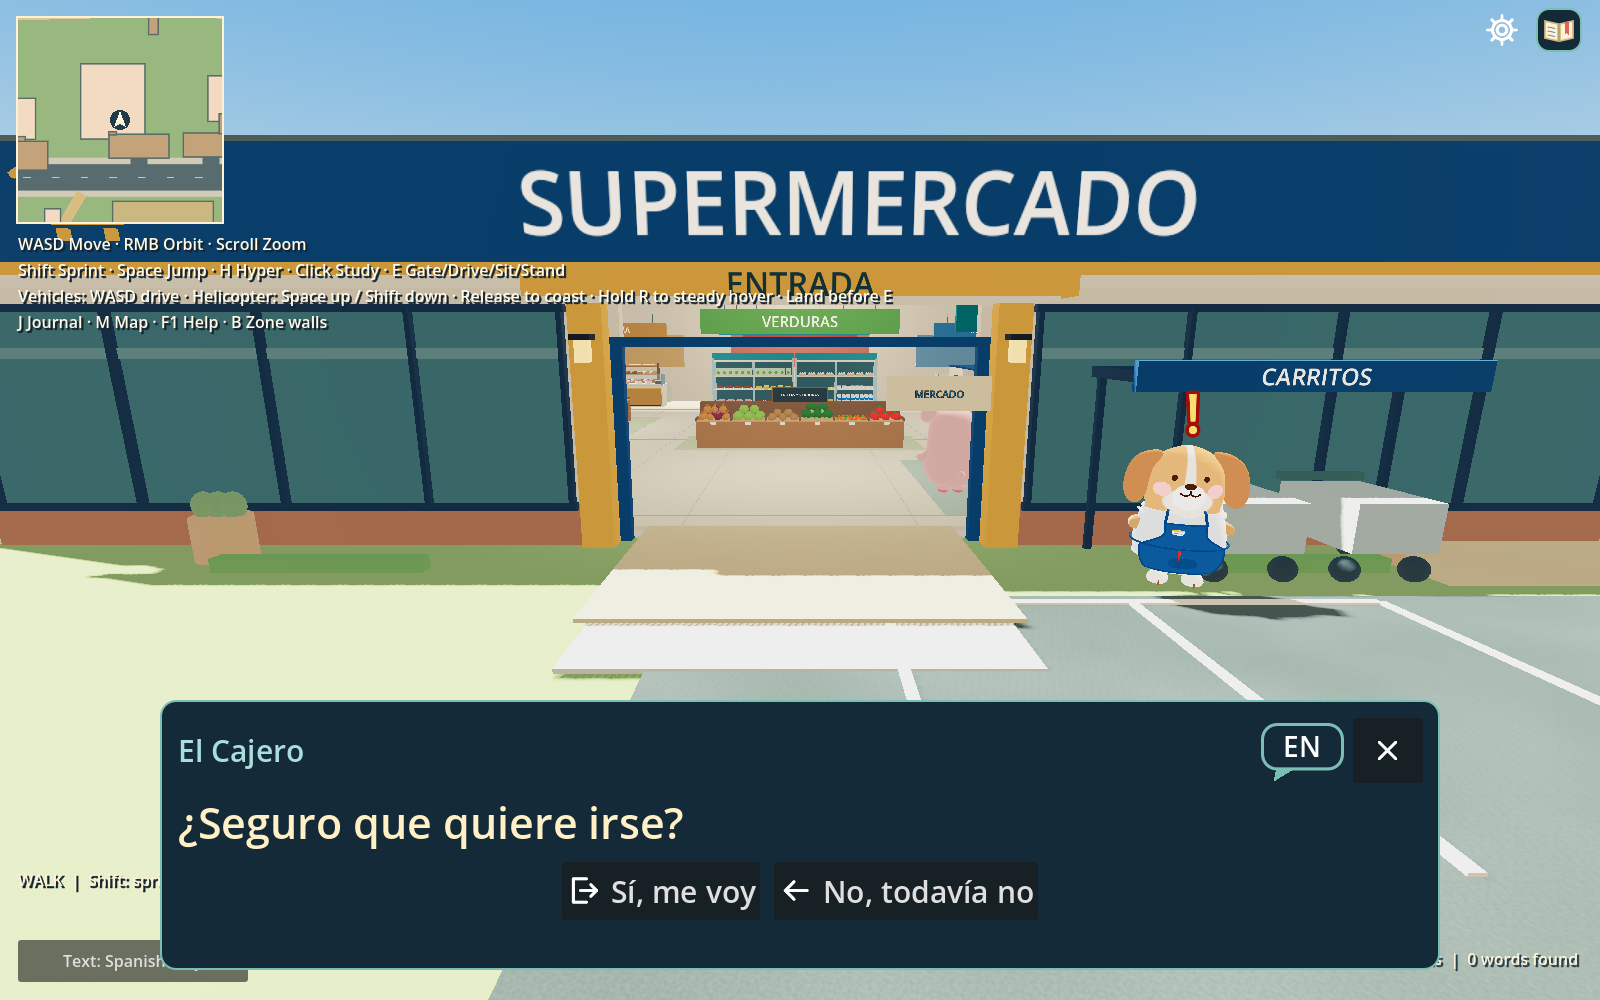 SUPERMERCADO
WASD Move · RMB Orbit · Scroll Zoom
Shift Sprint · Space Jump · H Hyper · Click Study · E Gate/Drive/Sit/Stand
ENTRADA
Vehicles: WASD drive · Helicopter: Space up / Shift down · Release to coast · Hold R to steady hover · Land before E
J Journal · M Map · F1 Help · B Zone walls
VERDURAS
CARRITOS
MERCADO
El Cajero
EN
¿Seguro que quiere irse?
Sí, me voy
No, todavía no
WALK | Shift: spr
Text: Spanish
| 0 words found